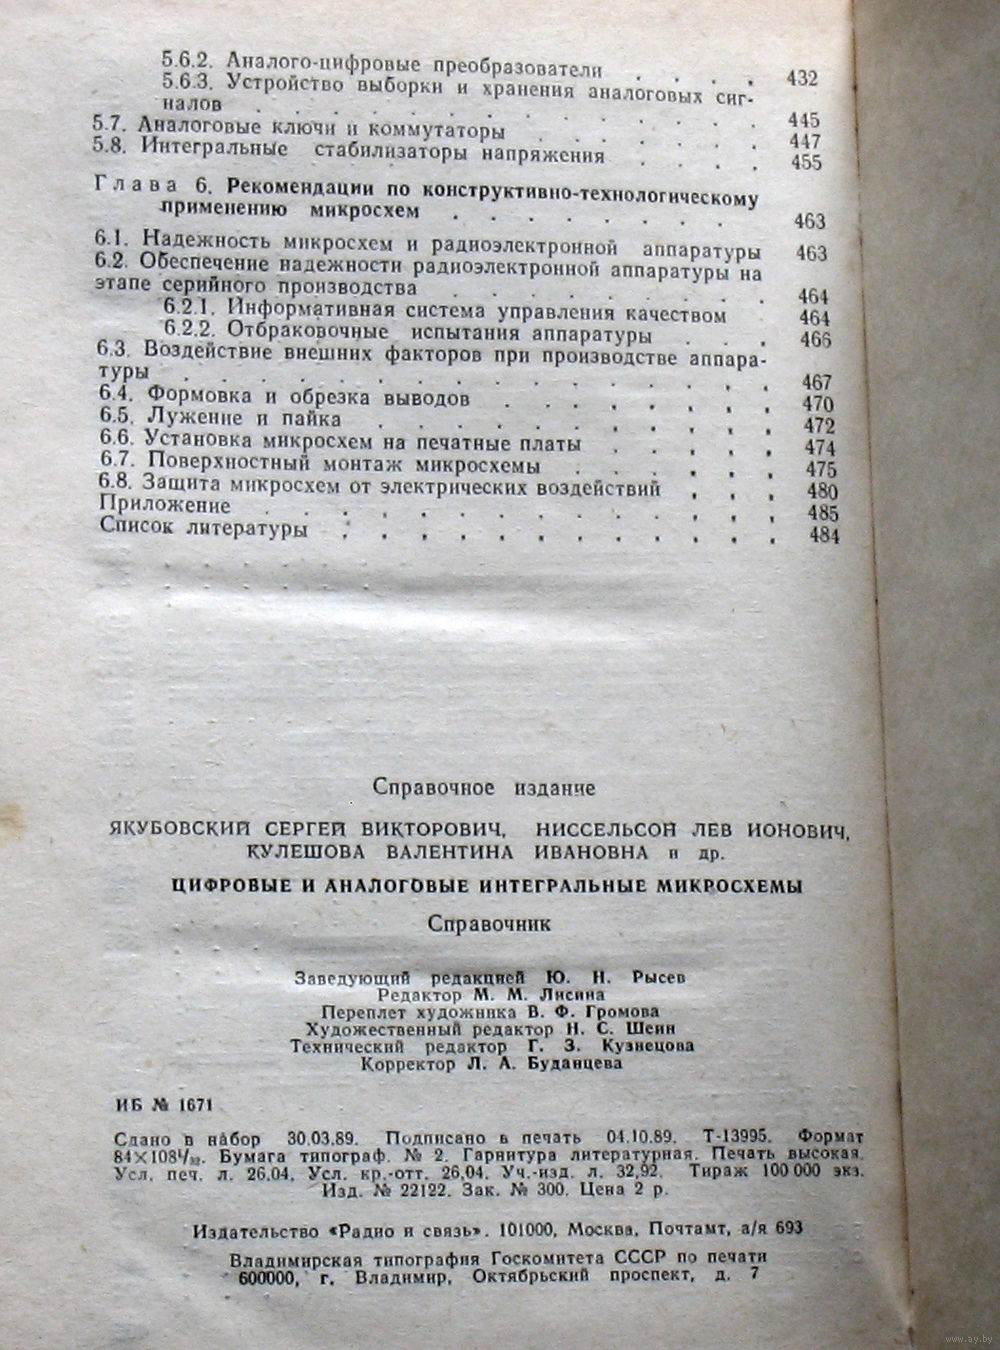 5.6.2. Аналого-цифровые преобразователи . . . . 432
5.6.3. Устройство выборки и хранения аналоговых сиг-
налов . . . . . . . . . . . 445
5.7. Аналоговые ключи и коммутаторы . . . . . 447
5.8. Интегральные стабилизаторы напряжения . . . . 455
Глава 6. Рекомендации по конструктивно-технологическому
применению микросхем . . . . . . . 463
6.1. Надежность микросхем и радиоэлектронной аппаратуры 463
6.2. Обеспечение надежности радиоэлектронной аппаратуры на
этапе серийного производства . . . . . . . . . 464
6.2.1. Информативная система управления качеством 464
6.2.2. Отбраковочные испытания аппаратуры . . . 466
6.3. Воздействие внешних факторов при производстве аппара-
туры . . . . . . . . . . . . . . . . 467
6.4. Формовка и обрезка выводов . . . . . . . . 470
6.5. Лужение и пайка . . . . . . . . . . . 472
6.6. Установка микросхем на печатные платы . . . . . 474
6.7. Поверхностный монтаж микросхемы . . . . . . 475
6.8. Защита микросхем от электрических воздействий . . . 480
Приложение . . . . . . . . . . . . . . 485
Список литературы . . . . . . . . . . . . 484
Справочное издание
ЯКУБОВСКИЙ СЕРГЕЙ ВИКТОРОВИЧ, НИССЕЛЬСОН ЛЕВ ИОНОВИЧ,
КУЛЕШОВА ВАЛЕНТИНА ИВАНОВНА и др.
ЦИФРОВЫЕ И АНАЛОГОВЫЕ ИНТЕГРАЛЬНЫЕ МИКРОСХЕМЫ
Справочник
Заведующий редакцией Ю. Н. Рысев
Редактор М. М. Лисина
Переплет художника В. Ф. Громова
Художественный редактор Н. С. Шеин
Технический редактор Г. З. Кузнецова
Корректор Л. А. Буданцева
ИБ № 1671
Сдано в набор 30.03.89. Подписано в печать 04.10.89. Т-13995. Формат
84×108¹/₃₂. Бумага типограф. № 2. Гарнитура литературная. Печать высокая.
Усл. печ. л. 26.04. Усл. кр.-отт. 26,04. Уч.-изд. л. 32,92. Тираж 100 000 экз.
Изд. № 22122. Зак. № 300. Цена 2 р.
Издательство «Радио и связь». 101000, Москва, Почтамт, а/я 693
Владимирская типография Госкомитета СССР по печати
600000, г. Владимир, Октябрьский проспект, д. 7
www.ay.by